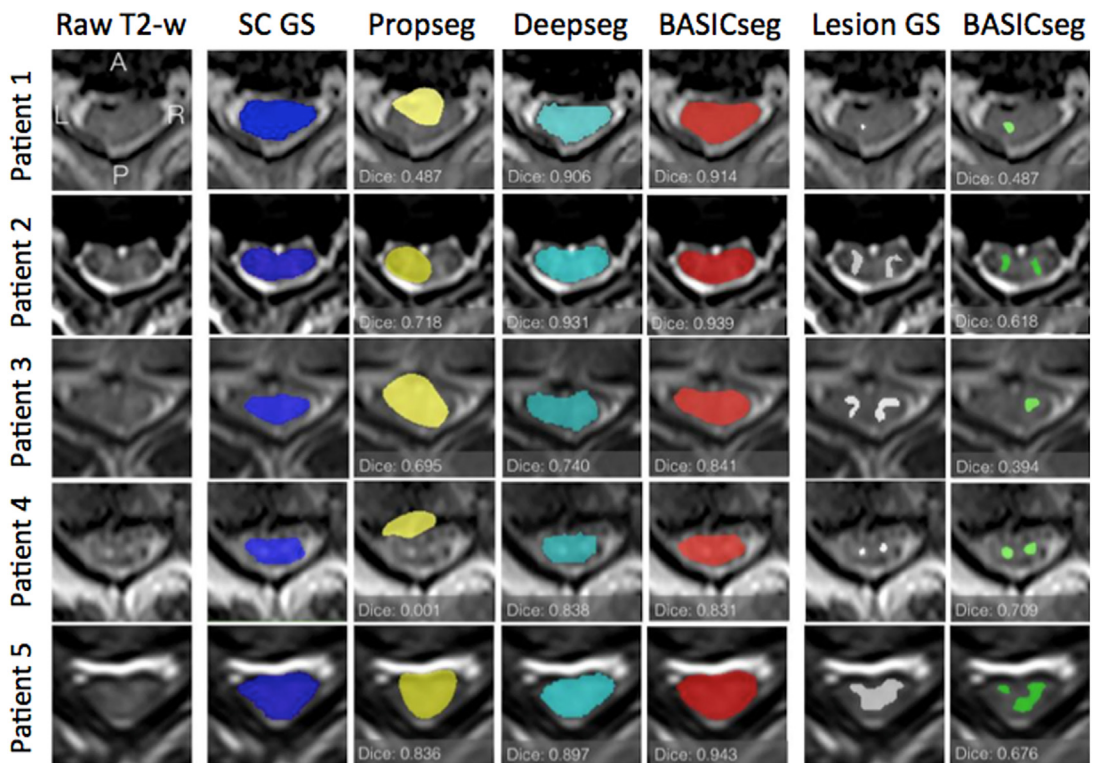 Raw T2-w SC GS Propseg Deepseg BASICseg Lesion GS BASICseg
Patient 1
A
L R
P
Dice: 0.487 Dice: 0.906 Dice: 0.914 Dice: 0.487
Patient 2
Dice: 0.718 Dice: 0.931 Dice: 0.939 Dice: 0.618
Patient 3
Dice: 0.695 Dice: 0.740 Dice: 0.841 Dice: 0.394
Patient 4
Dice: 0.001 Dice: 0.838 Dice: 0.831 Dice: 0.709
Patient 5
Dice: 0.836 Dice: 0.897 Dice: 0.943 Dice: 0.676